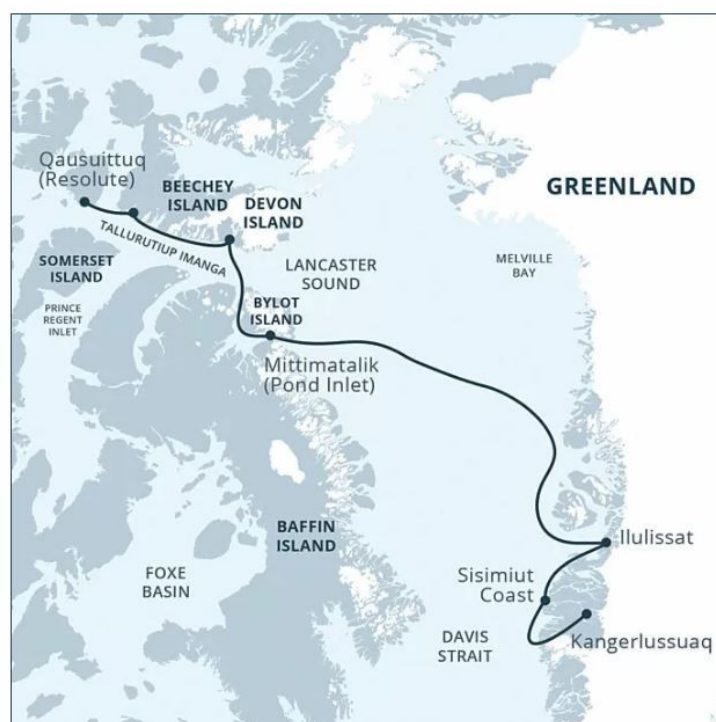 Qausuittuq
(Resolute)
BEECHEY
ISLAND
DEVON
ISLAND
GREENLAND
TALLURUTIUP IMANGA
SOMERSET
ISLAND
LANCASTER
SOUND
MELVILLE
BAY
PRINCE
REGENT
INLET
BYLOT
ISLAND
Mittimatalik
(Pond Inlet)
BAFFIN
ISLAND
Ilulissat
FOXE
BASIN
Sisimiut
Coast
DAVIS
STRAIT
Kangerlussuaq